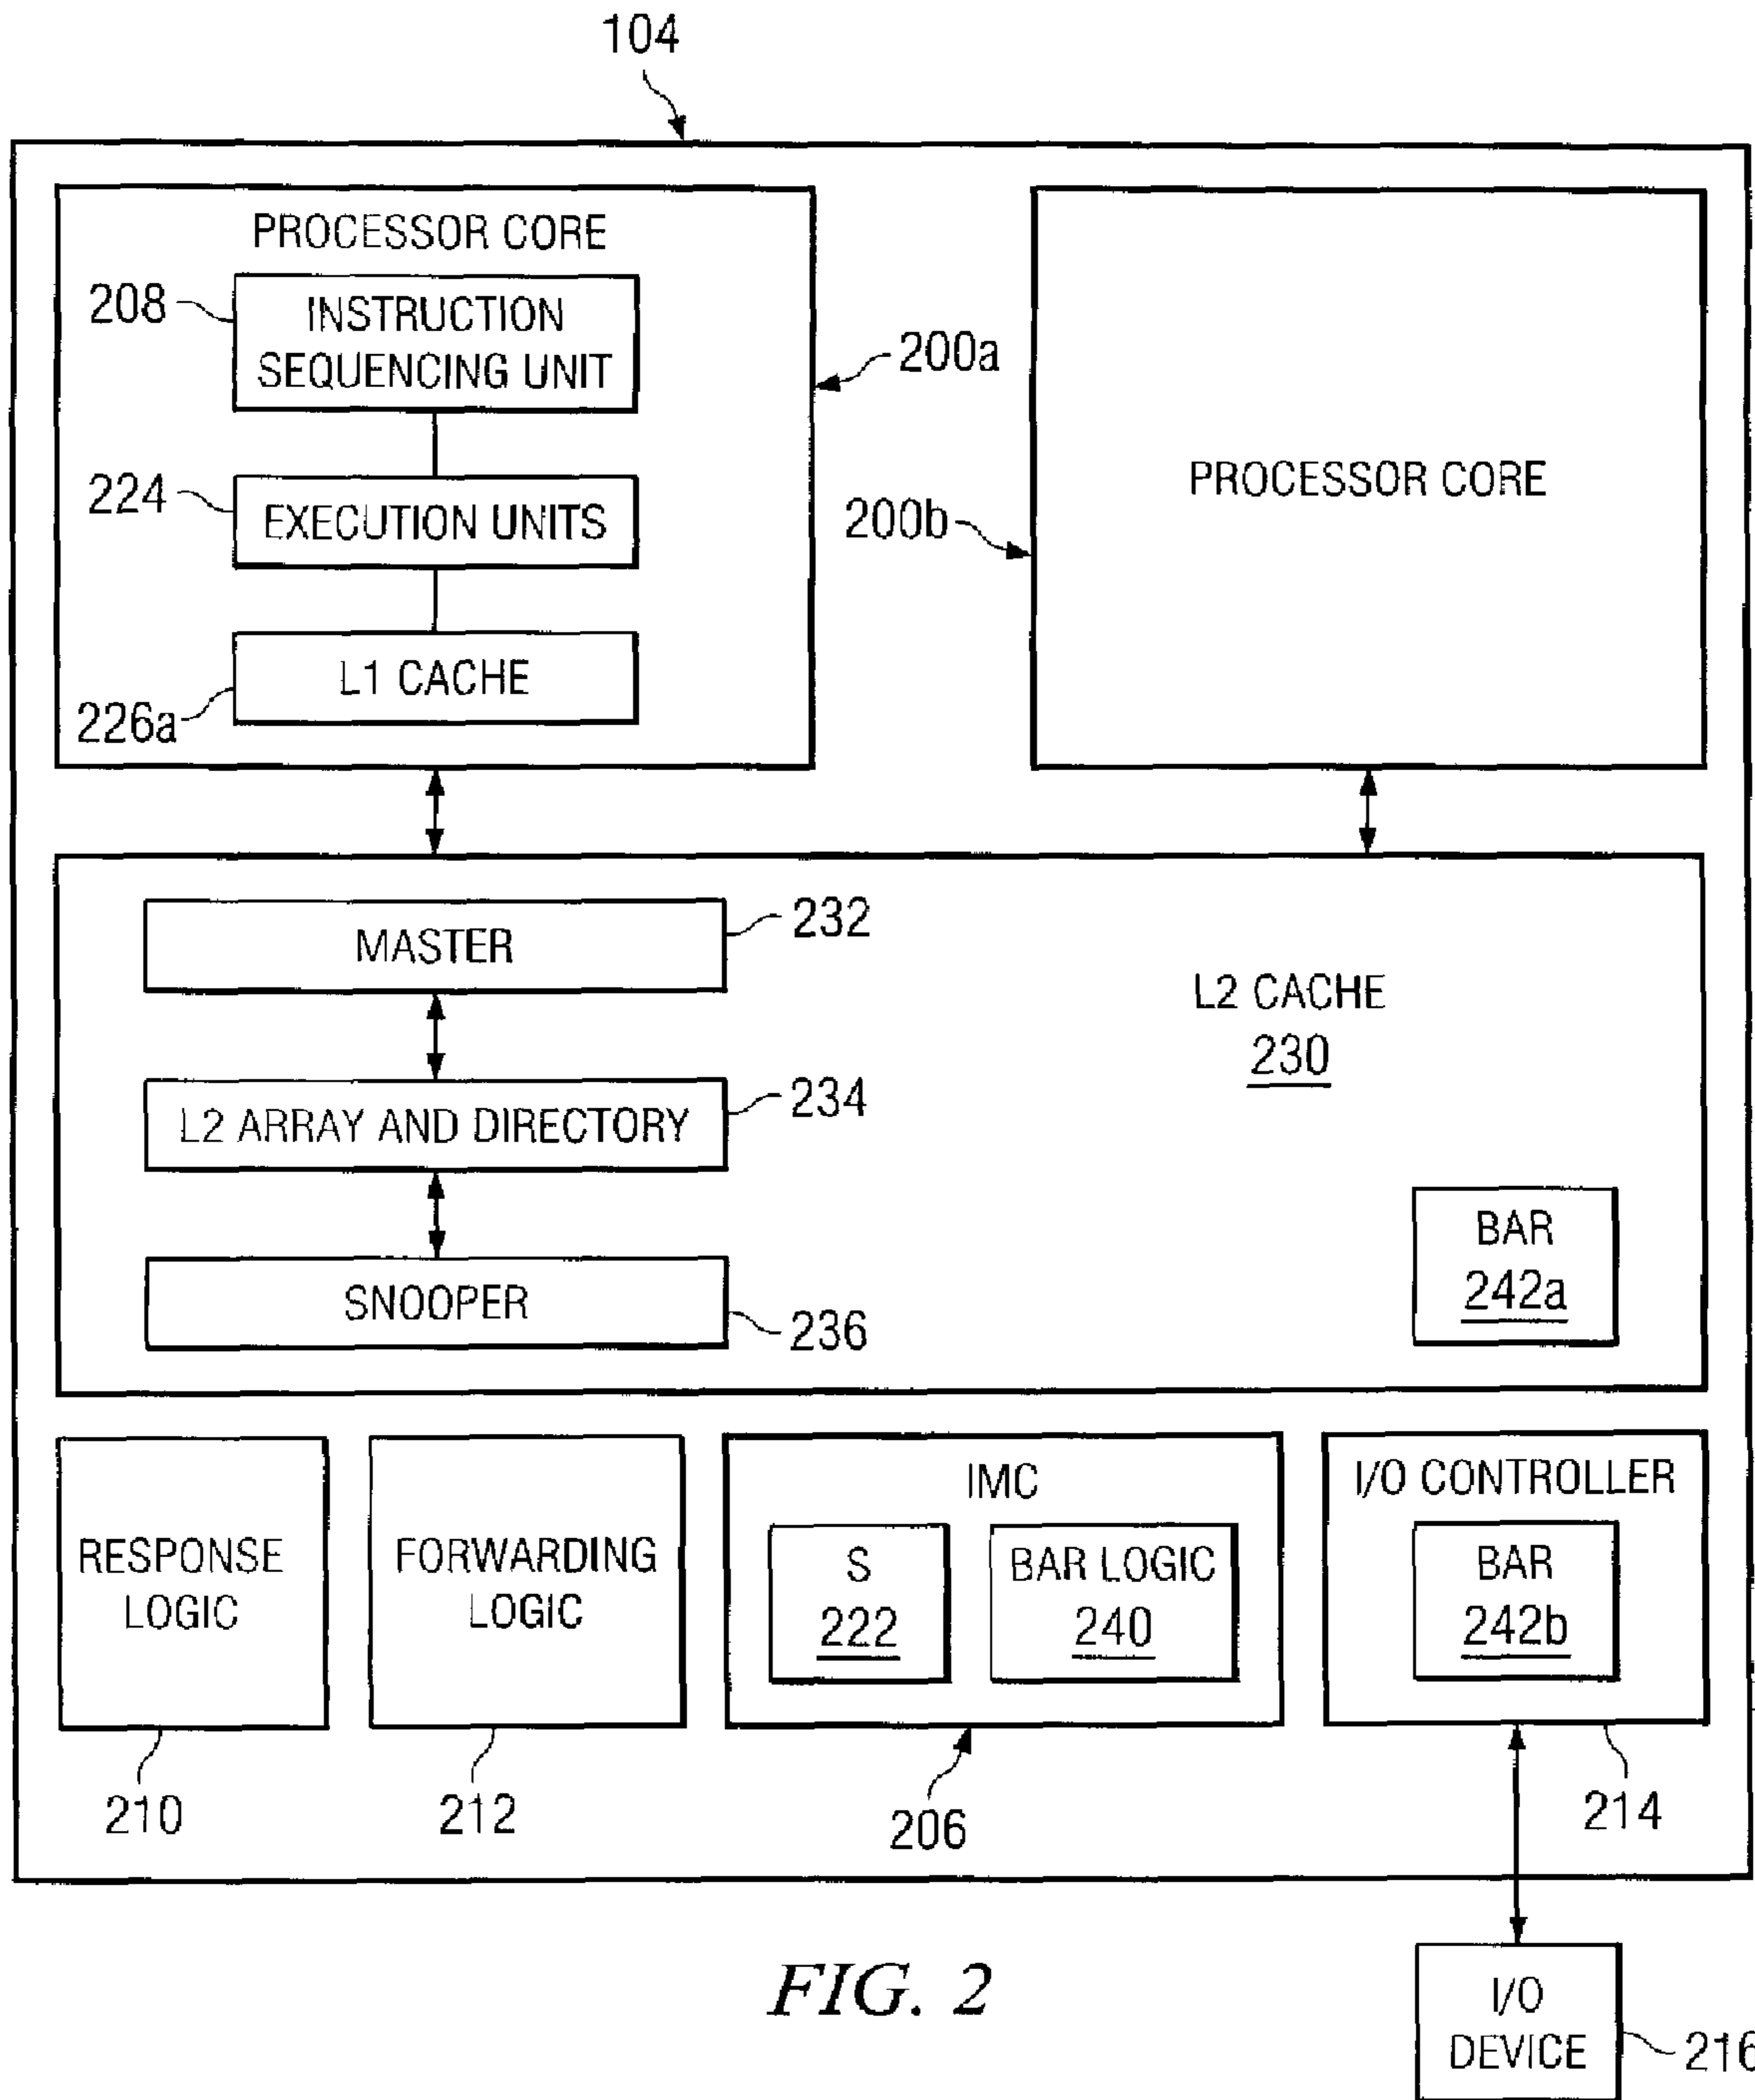 104
PROCESSOR CORE
208
INSTRUCTION
SEQUENCING UNIT
200a
224
EXECUTION UNITS
200b
PROCESSOR CORE
L1 CACHE
226a
MASTER
232
L2 CACHE
230
L2 ARRAY AND DIRECTORY
234
SNOOPER
236
BAR
242a
RESPONSE
LOGIC
210
FORWARDING
LOGIC
212
IMC
S
222
BAR LOGIC
240
206
I/O CONTROLLER
BAR
242b
214
FIG. 2
I/O
DEVICE
216